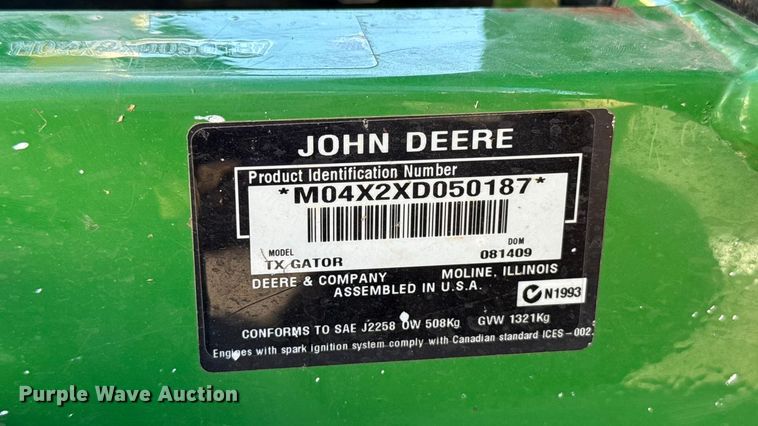 M04X2XD050187
JOHN DEERE
Product Identification Number
*M04X2XD050187*
MODEL DOM
TX GATOR 081409
DEERE & COMPANY MOLINE, ILLINOIS
ASSEMBLED IN U.S.A.
N1993
CONFORMS TO SAE J2258 OW 508Kg GVW 1321Kg
Engines with spark ignition system comply with Canadian standard ICES-002.
Purple Wave Auction